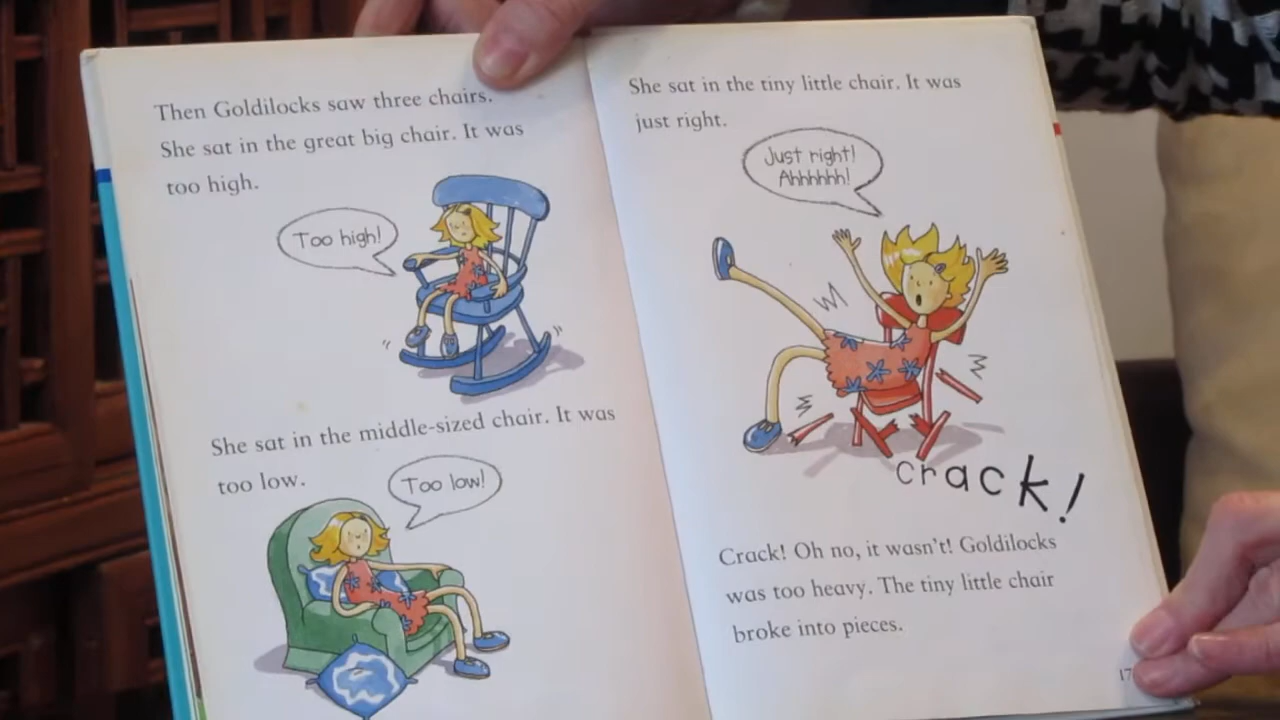 Then Goldilocks saw three chairs.
She sat in the great big chair. It was
too high.
Too high!
She sat in the middle-sized chair. It was
too low.
Too low!
She sat in the tiny little chair. It was
just right.
Just right!
Ahhhhhh!
crack!
Crack! Oh no, it wasn't! Goldilocks
was too heavy. The tiny little chair
broke into pieces.
17